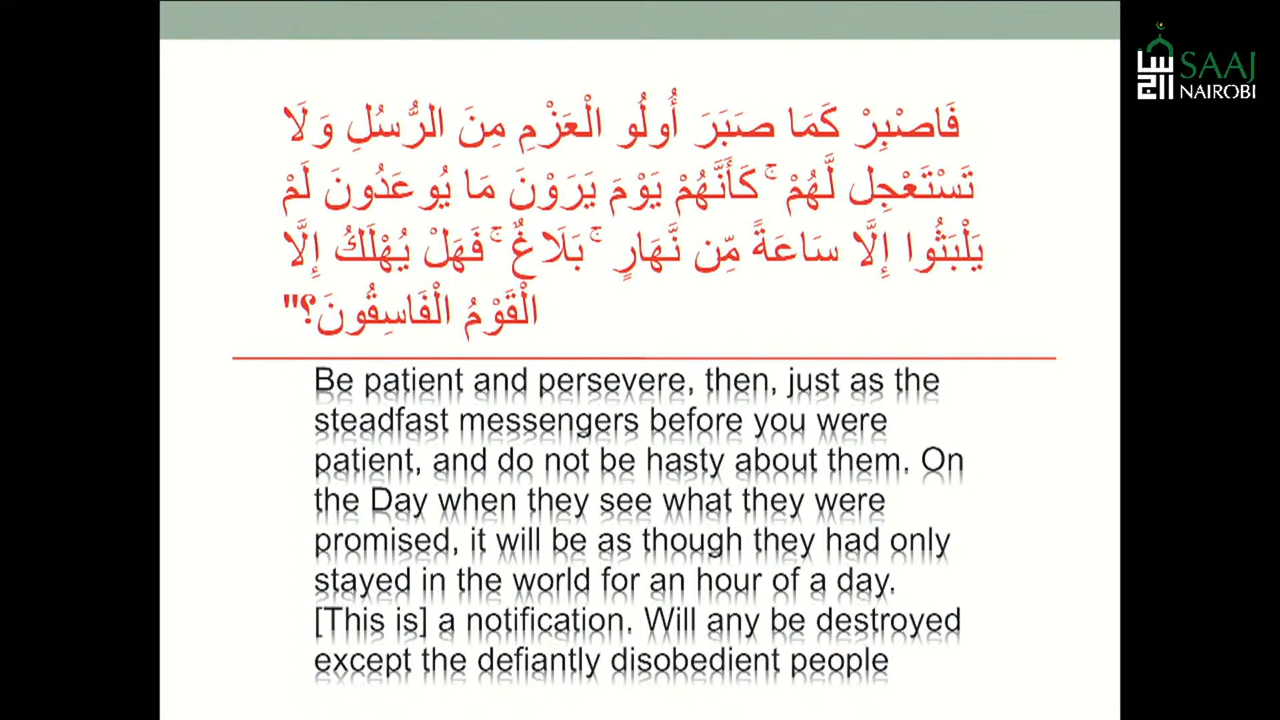 فَاصْبِرْ كَمَا صَبَرَ أُولُو الْعَزْمِ مِنَ الرُّسُلِ وَلَا
تَسْتَعْجِل لَّهُمْ ۚ كَأَنَّهُمْ يَوْمَ يَرَوْنَ مَا يُوعَدُونَ لَمْ
يَلْبَثُوا إِلَّا سَاعَةً مِّن نَّهَارٍ ۚ بَلَاغٌ ۚ فَهَلْ يُهْلَكُ إِلَّا
الْقَوْمُ الْفَاسِقُونَ؟"
Be patient and persevere, then, just as the
steadfast messengers before you were
patient, and do not be hasty about them. On
the Day when they see what they were
promised, it will be as though they had only
stayed in the world for an hour of a day.
[This is] a notification. Will any be destroyed
except the defiantly disobedient people
SAAJ
NAIROBI